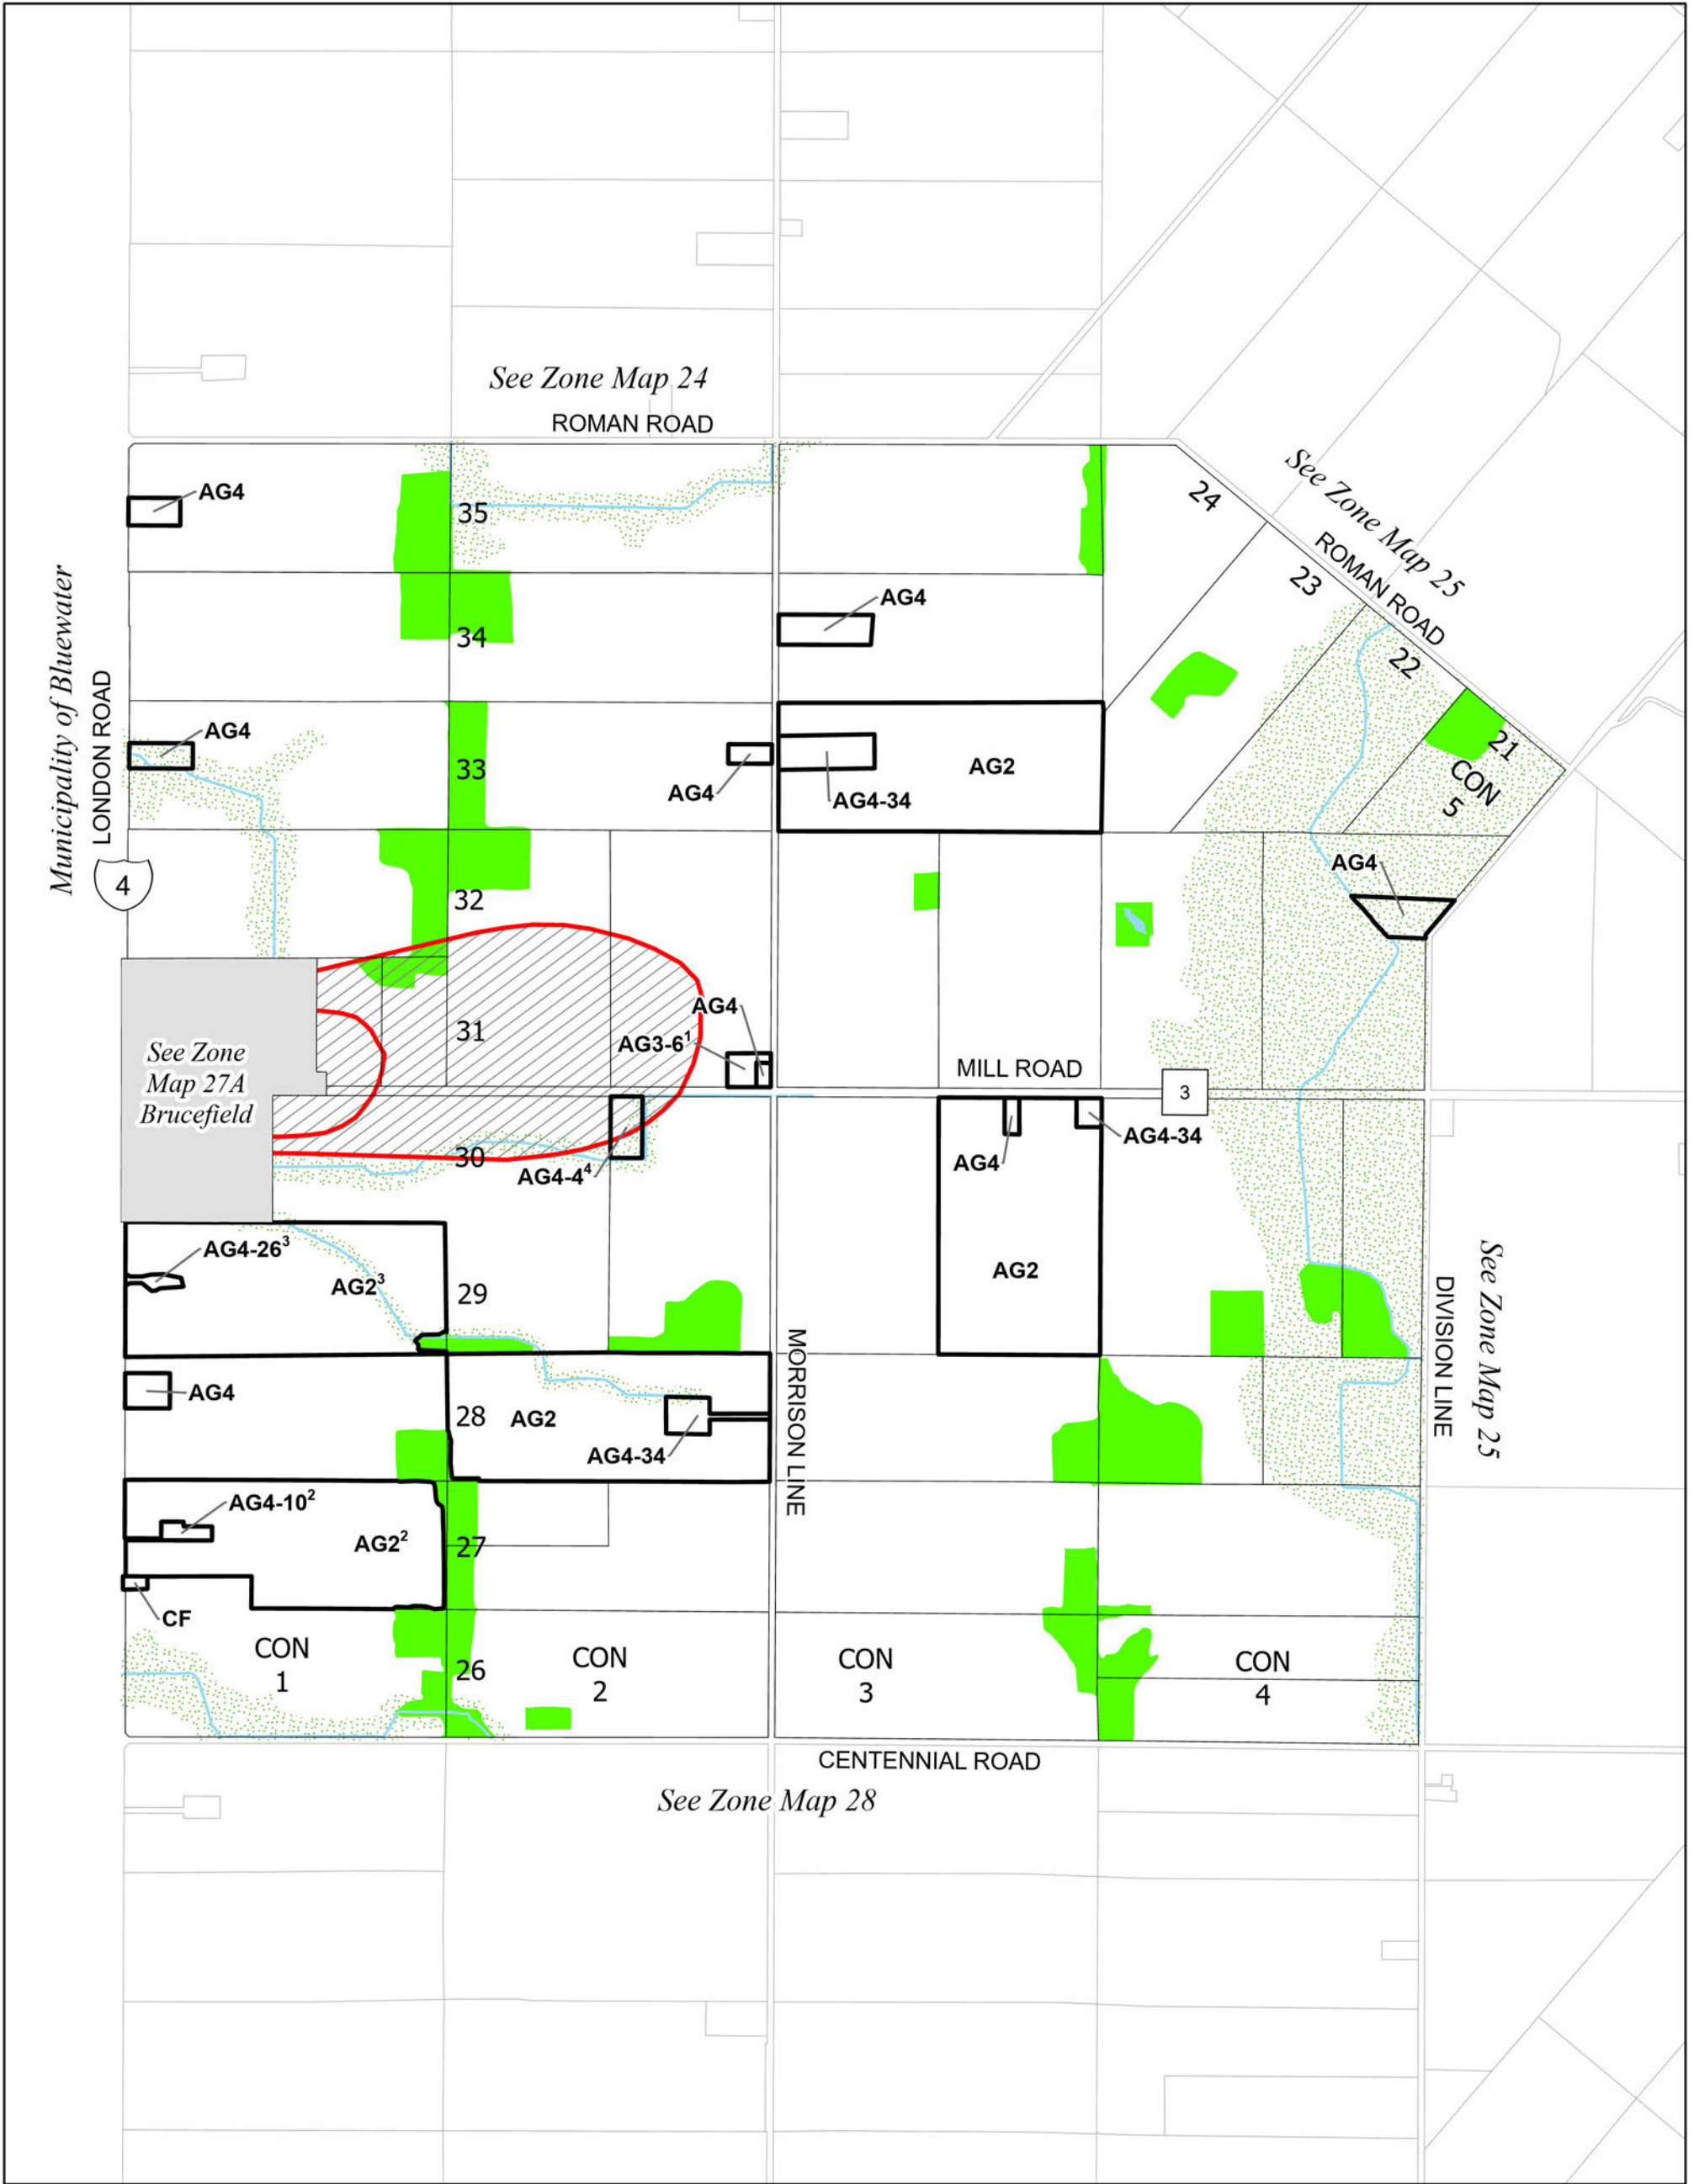 See Zone Map 24
ROMAN ROAD
See Zone Map 25
ROMAN ROAD
24
23
22
21
CON
5
AG4
35
AG4
34
Municipality of Bluewater
LONDON ROAD
AG4
33
AG4
AG4-34
AG2
4
32
AG4
See Zone
Map 27A
Brucefield
31
AG4
AG3-6¹
MILL ROAD
3
30
AG4-4⁴
AG4
AG4-34
AG4-26³
AG2³
29
AG2
MORRISON LINE
DIVISION LINE
See Zone Map 25
AG4
28
AG2
AG4-34
AG4-10²
AG2²
27
CF
CON
1
26
CON
2
CON
3
CON
4
CENTENNIAL ROAD
See Zone Map 28